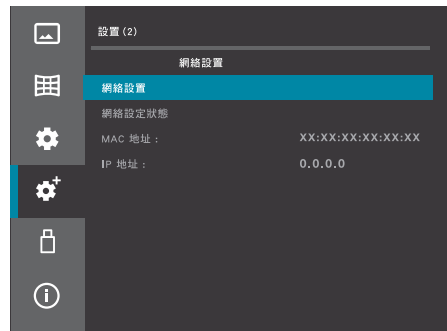 設置 (2)
網絡設置
網絡設置
網絡設定狀態
MAC 地址 : XX:XX:XX:XX:XX:XX
IP 地址 : 0.0.0.0